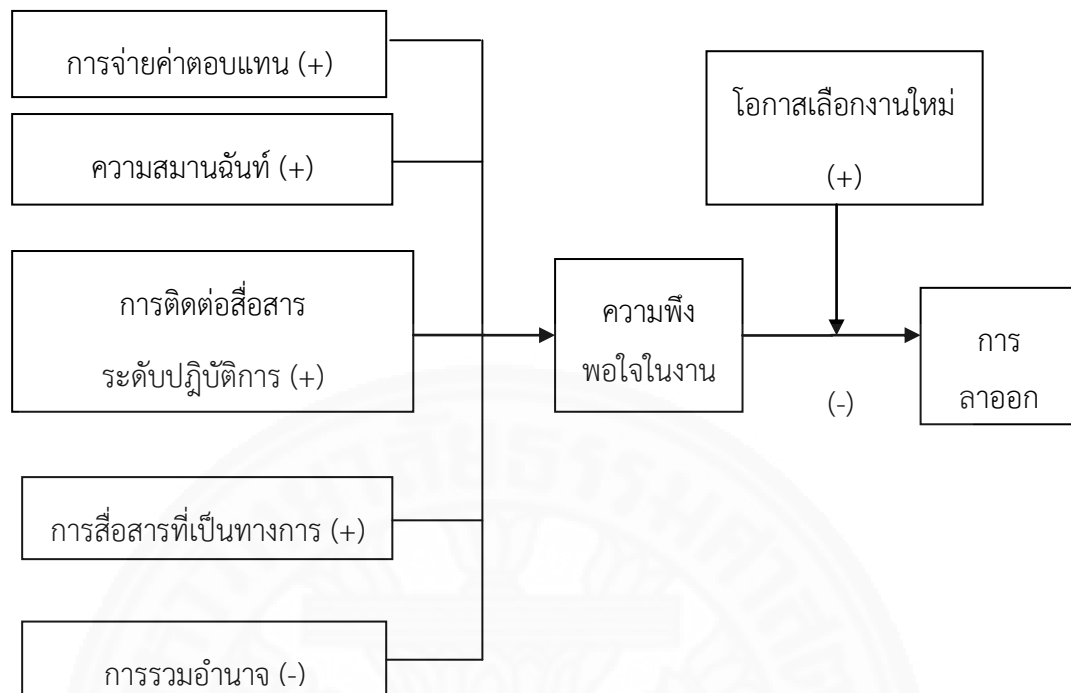 การจ่ายค่าตอบแทน (+)
ความสมานฉันท์ (+)
การติดต่อสื่อสาร
ระดับปฎิบัติการ (+)
การสื่อสารที่เป็นทางการ (+)
การรวมอำนาจ (-)
ความพึง
พอใจในงาน
โอกาสเลือกงานใหม่
(+)
(-)
การ
ลาออก